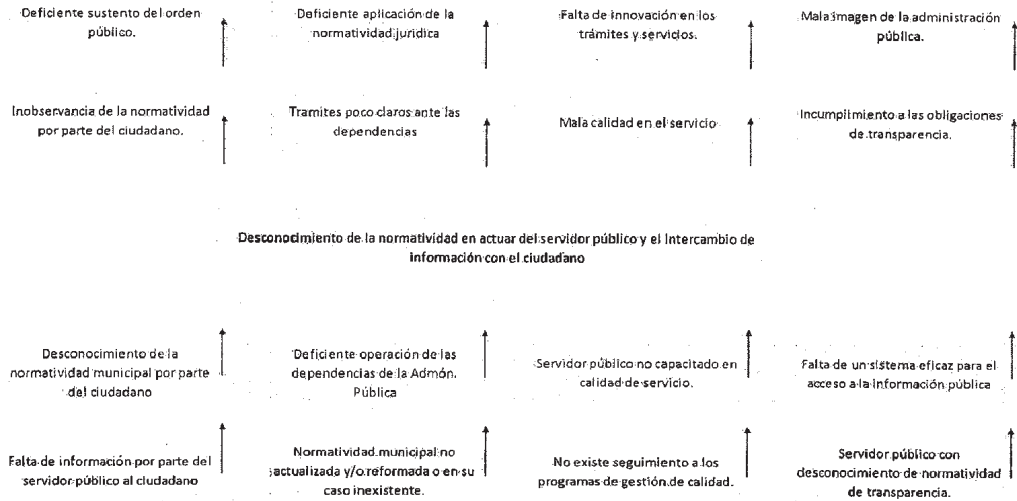 Deficiente sustento del orden
público.
Deficiente aplicación de la
normatividad jurídica
Falta de innovación en los
trámites y servicios.
Mala imagen de la administración
pública.
Inobservancia de la normatividad
por parte del ciudadano.
Tramites poco claros ante las
dependencias
Mala calidad en el servicio
Incumplimiento a las obligaciones
de transparencia.
Desconocimiento de la normatividad en actuar del servidor público y el Intercambio de
información con el ciudadano
Desconocimiento de la
normatividad municipal por parte
del ciudadano
Deficiente operación de las
dependencias de la Admón.
Pública
Servidor público no capacitado en
calidad de servicio.
Falta de un sistema eficaz para el
acceso a la información pública
Falta de información por parte del
servidor público al ciudadano
Normatividad municipal no
actualizada y/o reformada o en su
caso inexistente.
No existe seguimiento a los
programas de gestión de calidad.
Servidor público con
desconocimiento de normatividad
de transparencia.